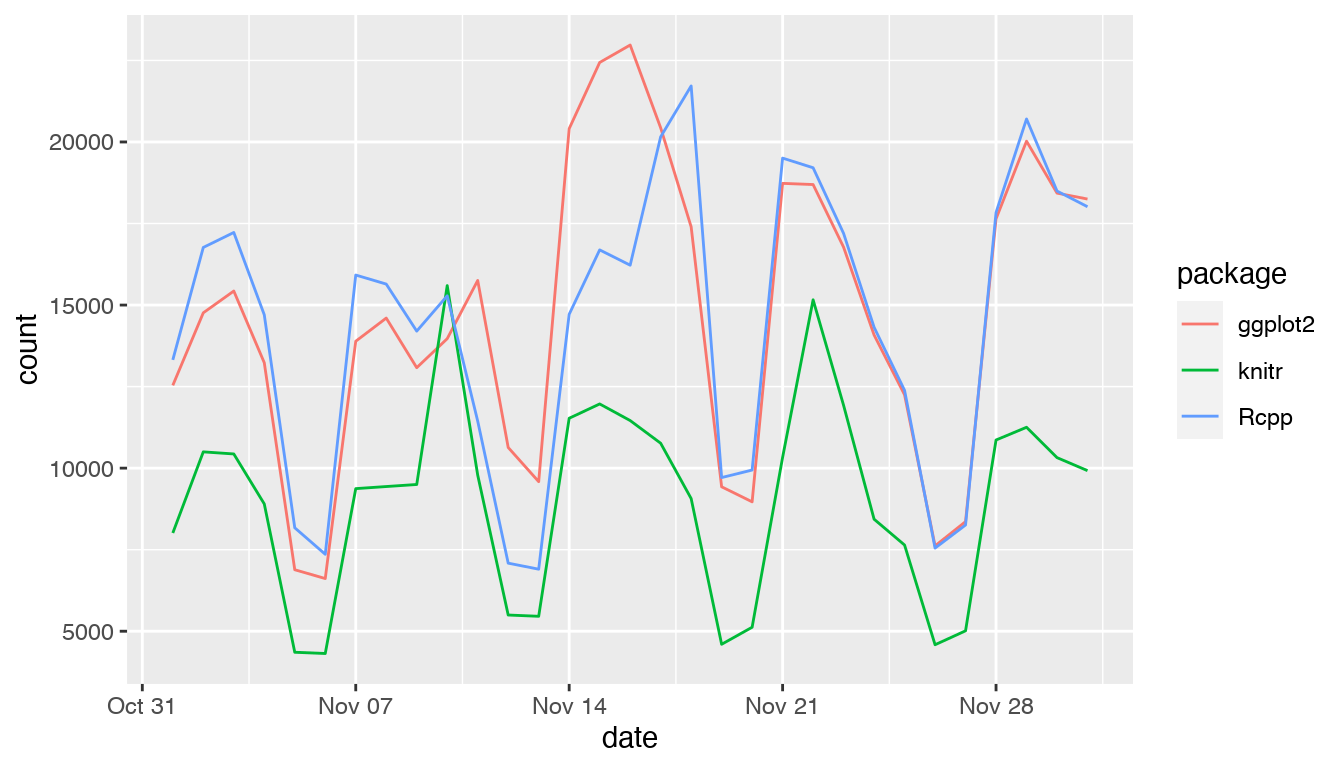 count
20000
15000
10000
5000
Oct 31
Nov 07
Nov 14
Nov 21
Nov 28
date
package
ggplot2
knitr
Rcpp